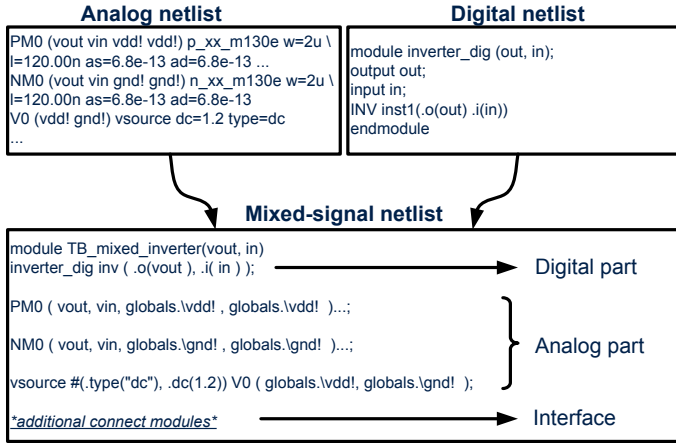 Analog netlist
PM0 (vout vin vdd! vdd!) p_xx_m130e w=2u \
l=120.00n as=6.8e-13 ad=6.8e-13 ...
NM0 (vout vin gnd! gnd!) n_xx_m130e w=2u \
l=120.00n as=6.8e-13 ad=6.8e-13
V0 (vdd! gnd!) vsource dc=1.2 type=dc
...
Digital netlist
module inverter_dig (out, in);
output out;
input in;
INV inst1(.o(out) .i(in))
endmodule
Mixed-signal netlist
module TB_mixed_inverter(vout, in)
inverter_dig inv ( .o(vout ), .i( in ) );
Digital part
PM0 ( vout, vin, globals.\vdd! , globals.\vdd!  )...;
NM0 ( vout, vin, globals.\gnd! , globals.\gnd!  )...;
Analog part
vsource #(.type("dc"), .dc(1.2)) V0 ( globals.\vdd!, globals.\gnd!  );
*additional connect modules*
Interface